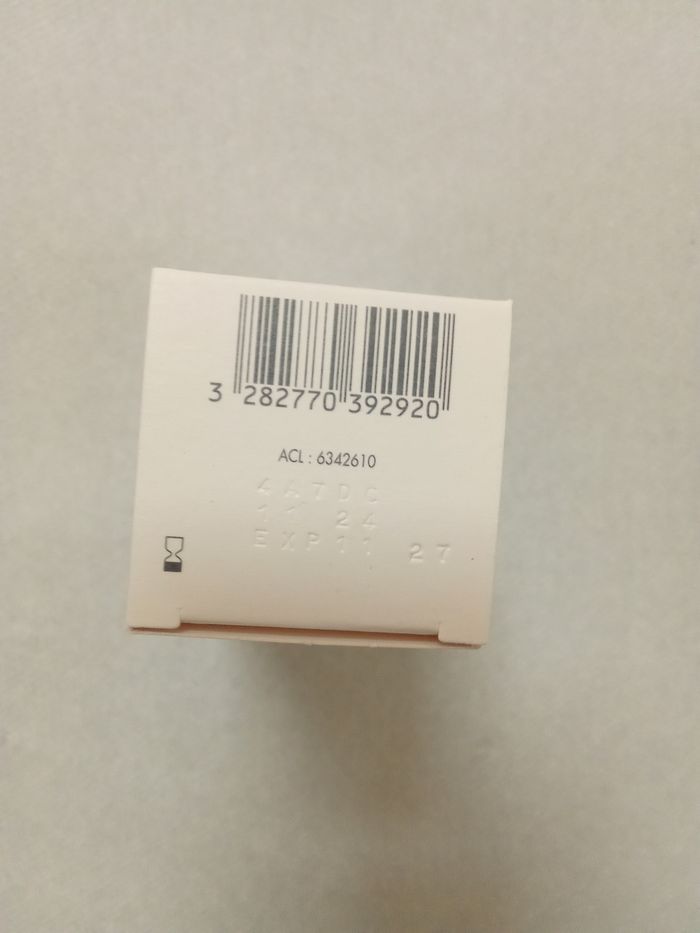 3 282770 392920
ACL : 6342610
4A7DC
11 24
EXP 11 27